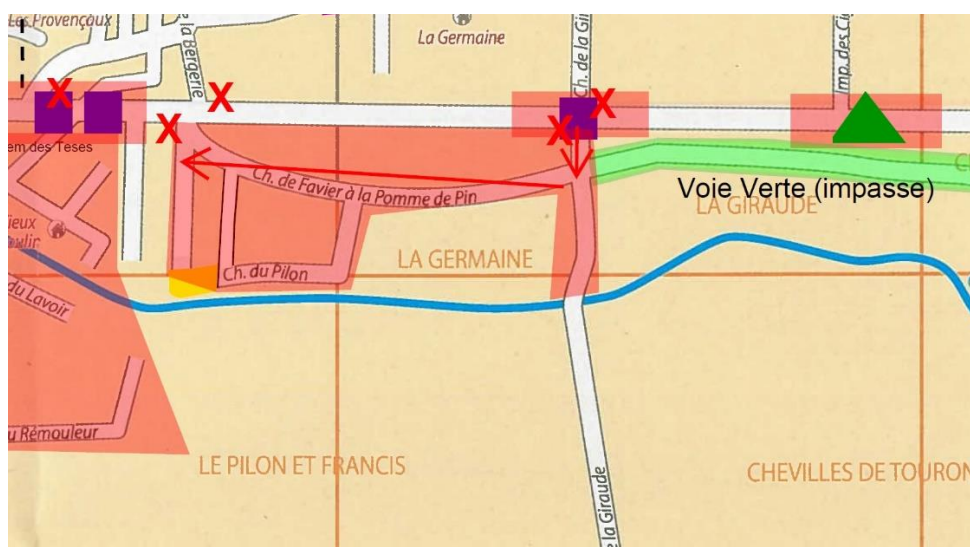 Les Provençaux
la Bergerie
La Germaine
Ch. de la Gi
Imp. des Ci
X
X
X
X
X
em des Teses
Ch. de Favier à la Pomme de Pin
Voie Verte (impasse)
C
LA GIRAUDE
ieux
oulin
LA GERMAINE
Ch. du Pilon
du Lavoir
u Rémouleur
LE PILON ET FRANCIS
e la Giraude
CHEVILLES DE TOURON